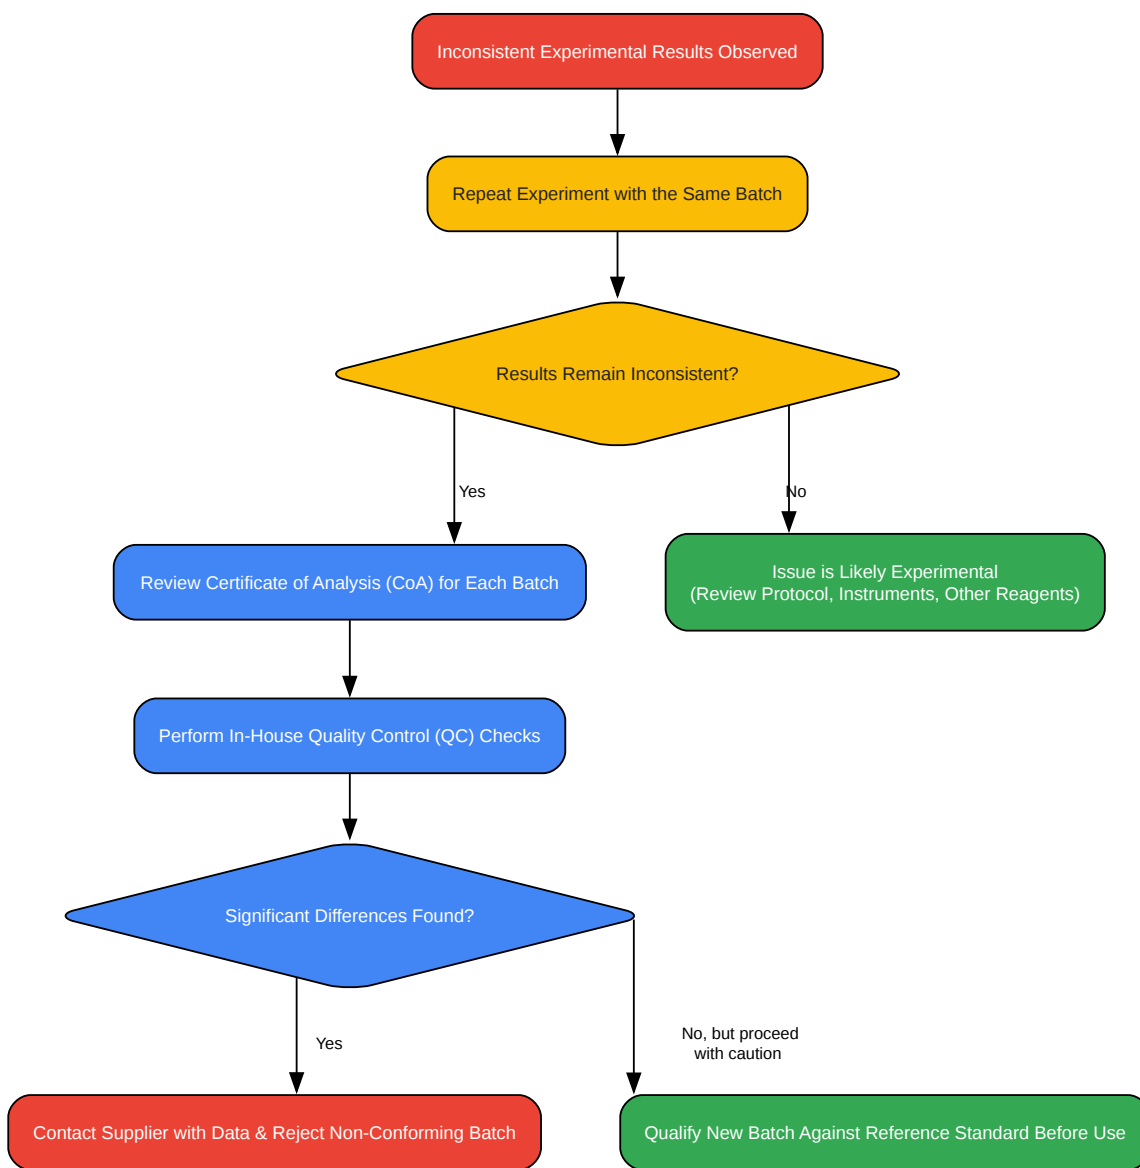 Inconsistent Experimental Results Observed
Repeat Experiment with the Same Batch
Results Remain Inconsistent?
Yes
No
Review Certificate of Analysis (CoA) for Each Batch
Issue is Likely Experimental
(Review Protocol, Instruments, Other Reagents)
Perform In-House Quality Control (QC) Checks
Significant Differences Found?
Yes
No, but proceed
with caution
Contact Supplier with Data & Reject Non-Conforming Batch
Qualify New Batch Against Reference Standard Before Use